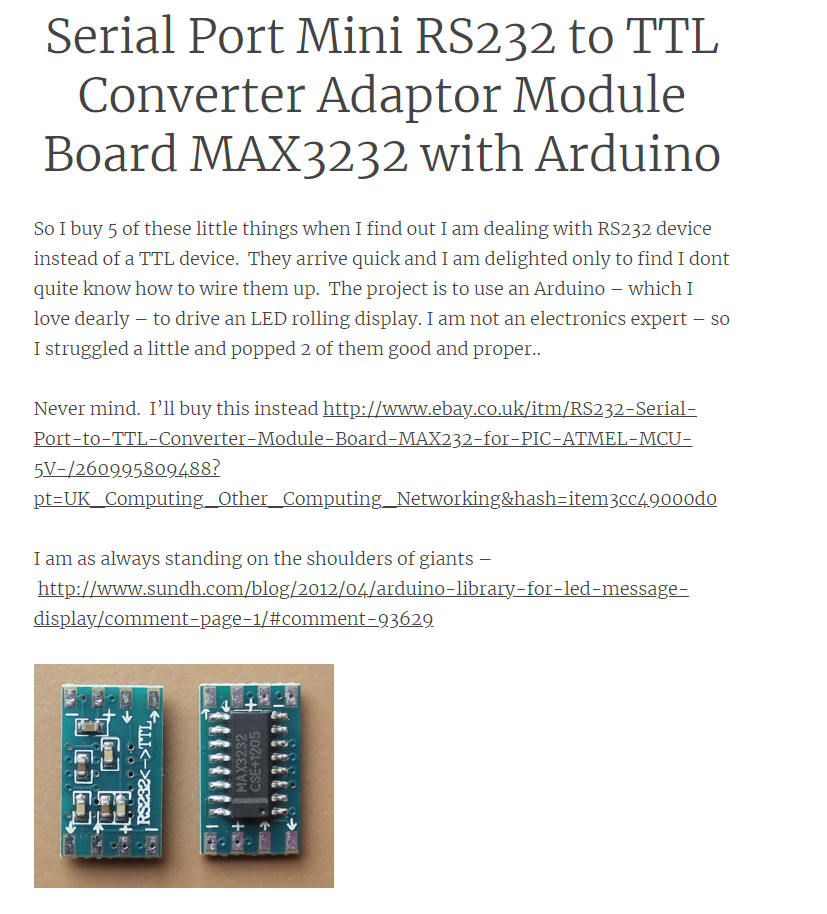 Serial Port Mini RS232 to TTL
Converter Adaptor Module
Board MAX3232 with Arduino
So I buy 5 of these little things when I find out I am dealing with RS232 device
instead of a TTL device.  They arrive quick and I am delighted only to find I dont
quite know how to wire them up.  The project is to use an Arduino – which I
love dearly – to drive an LED rolling display. I am not an electronics expert – so
I struggled a little and popped 2 of them good and proper..
Never mind.  I’ll buy this instead http://www.ebay.co.uk/itm/RS232-Serial-
Port-to-TTL-Converter-Module-Board-MAX232-for-PIC-ATMEL-MCU-
5V-/260995809488?
pt=UK_Computing_Other_Computing_Networking&hash=item3cc49000d0
I am as always standing on the shoulders of giants –
http://www.sundh.com/blog/2012/04/arduino-library-for-led-message-
display/comment-page-1/#comment-93629
RS232<->TTL
MAX3232
CSE+1205